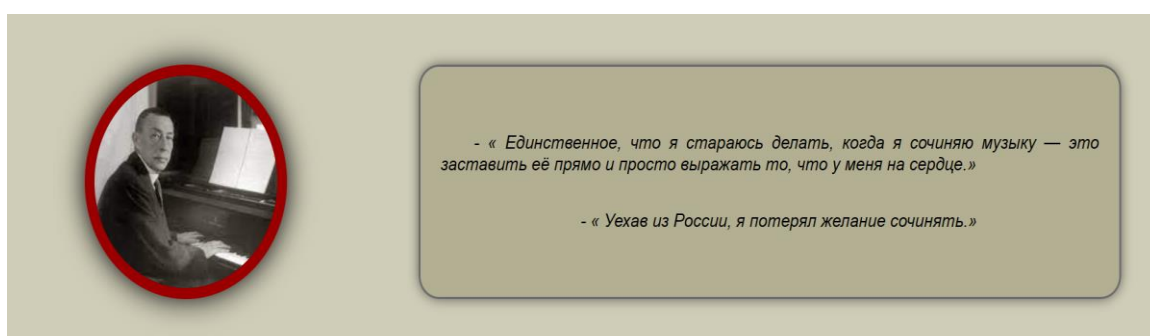 - « Единственное, что я стараюсь делать, когда я сочиняю музыку — это
заставить её прямо и просто выражать то, что у меня на сердце.»
- « Уехав из России, я потерял желание сочинять.»